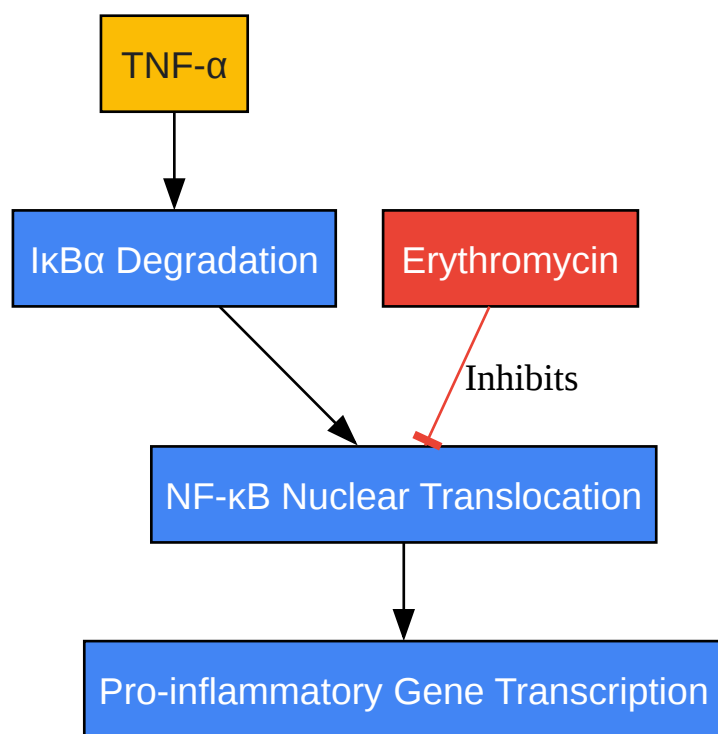 TNF-α
IκBα Degradation
Erythromycin
Inhibits
NF-κB Nuclear Translocation
Pro-inflammatory Gene Transcription